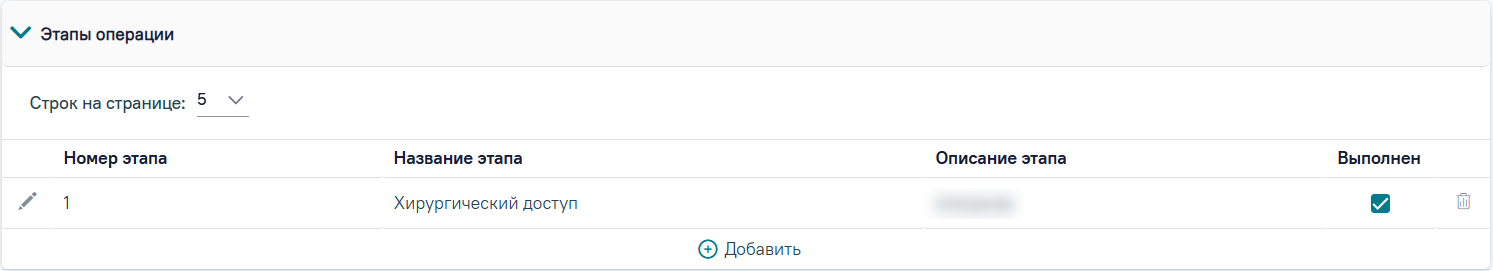 Этапы операции
Строк на странице: 5
Номер этапа Название этапа Описание этапа Выполнен
1 Хирургический доступ
Добавить